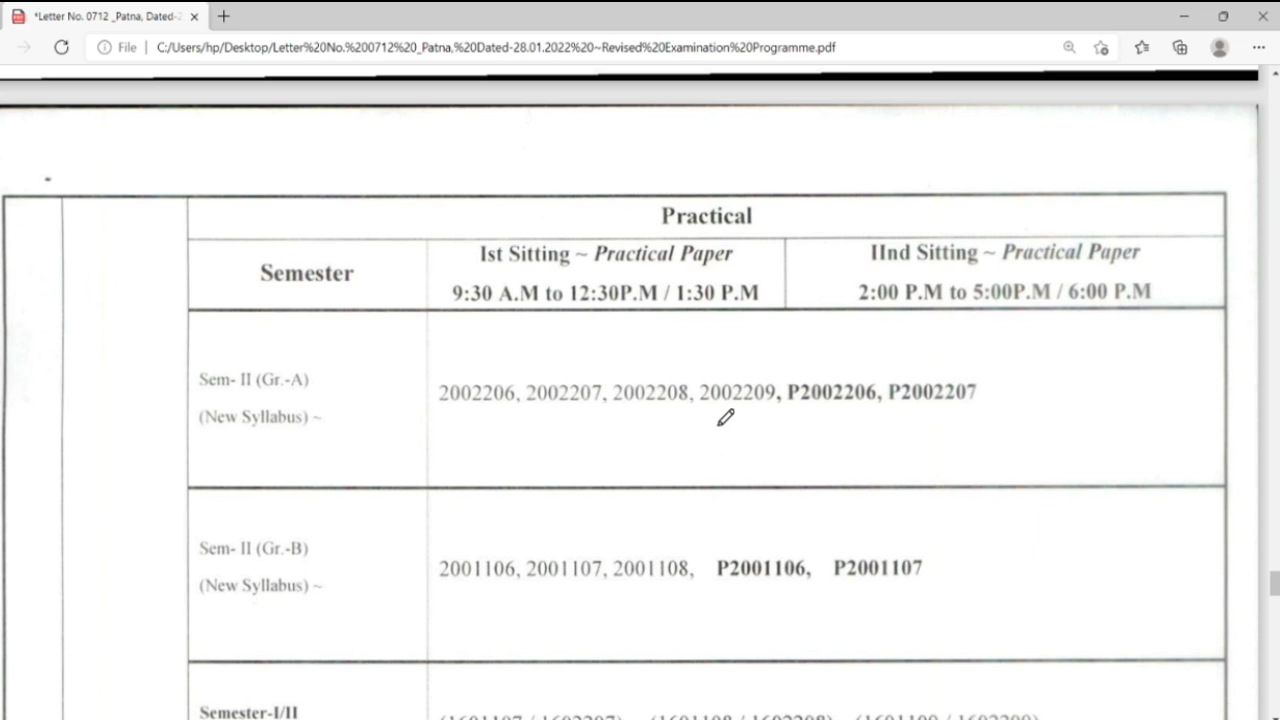 *Letter No. 0712 _Patna, Dated-2
File
C:/Users/hp/Desktop/Letter%20No.%200712%20_Patna,%20Dated-28.01.2022%20~Revised%20Examination%20Programme.pdf
Practical
Semester
Ist Sitting ~ Practical Paper
9:30 A.M to 12:30P.M / 1:30 P.M
IInd Sitting ~ Practical Paper
2:00 P.M to 5:00P.M / 6:00 P.M
Sem- II (Gr.-A)
(New Syllabus) ~
2002206, 2002207, 2002208, 2002209, P2002206, P2002207
Sem- II (Gr.-B)
(New Syllabus) ~
2001106, 2001107, 2001108, P2001106, P2001107
Semester-I/II